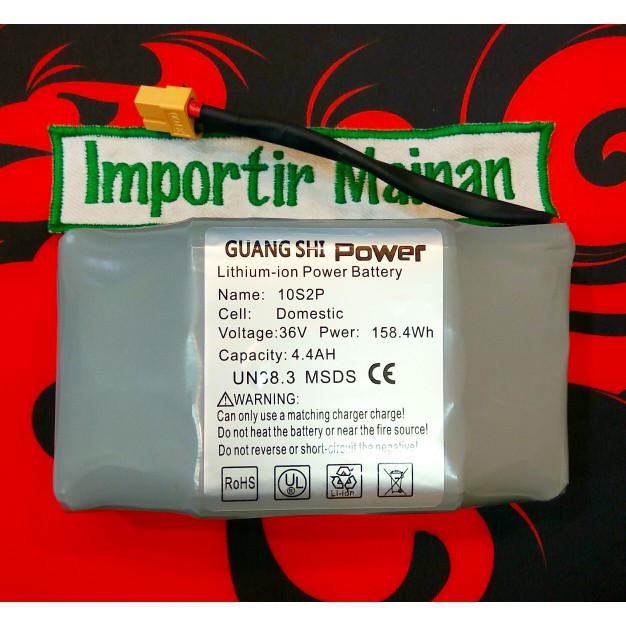 Importir Mainan
GUANG SHI Power
Lithium-ion Power Battery
Name: 10S2P
Cell: Domestic
Voltage:36V Pwer: 158.4Wh
Capacity: 4.4AH
UN38.3 MSDS CE
WARNING:
Can only use a matching charger charge!
Do not heat the battery or near the fire source!
Do not reverse or short-circuit the negative!
RoHS UL Li-ion